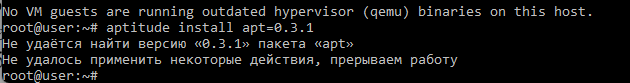 No VM guests are running outdated hypervisor (qemu) binaries on this host.
root@user:~# aptitude install apt=0.3.1
Не удаётся найти версию «0.3.1» пакета «apt»
Не удалось применить некоторые действия, прерываем работу
root@user:~#